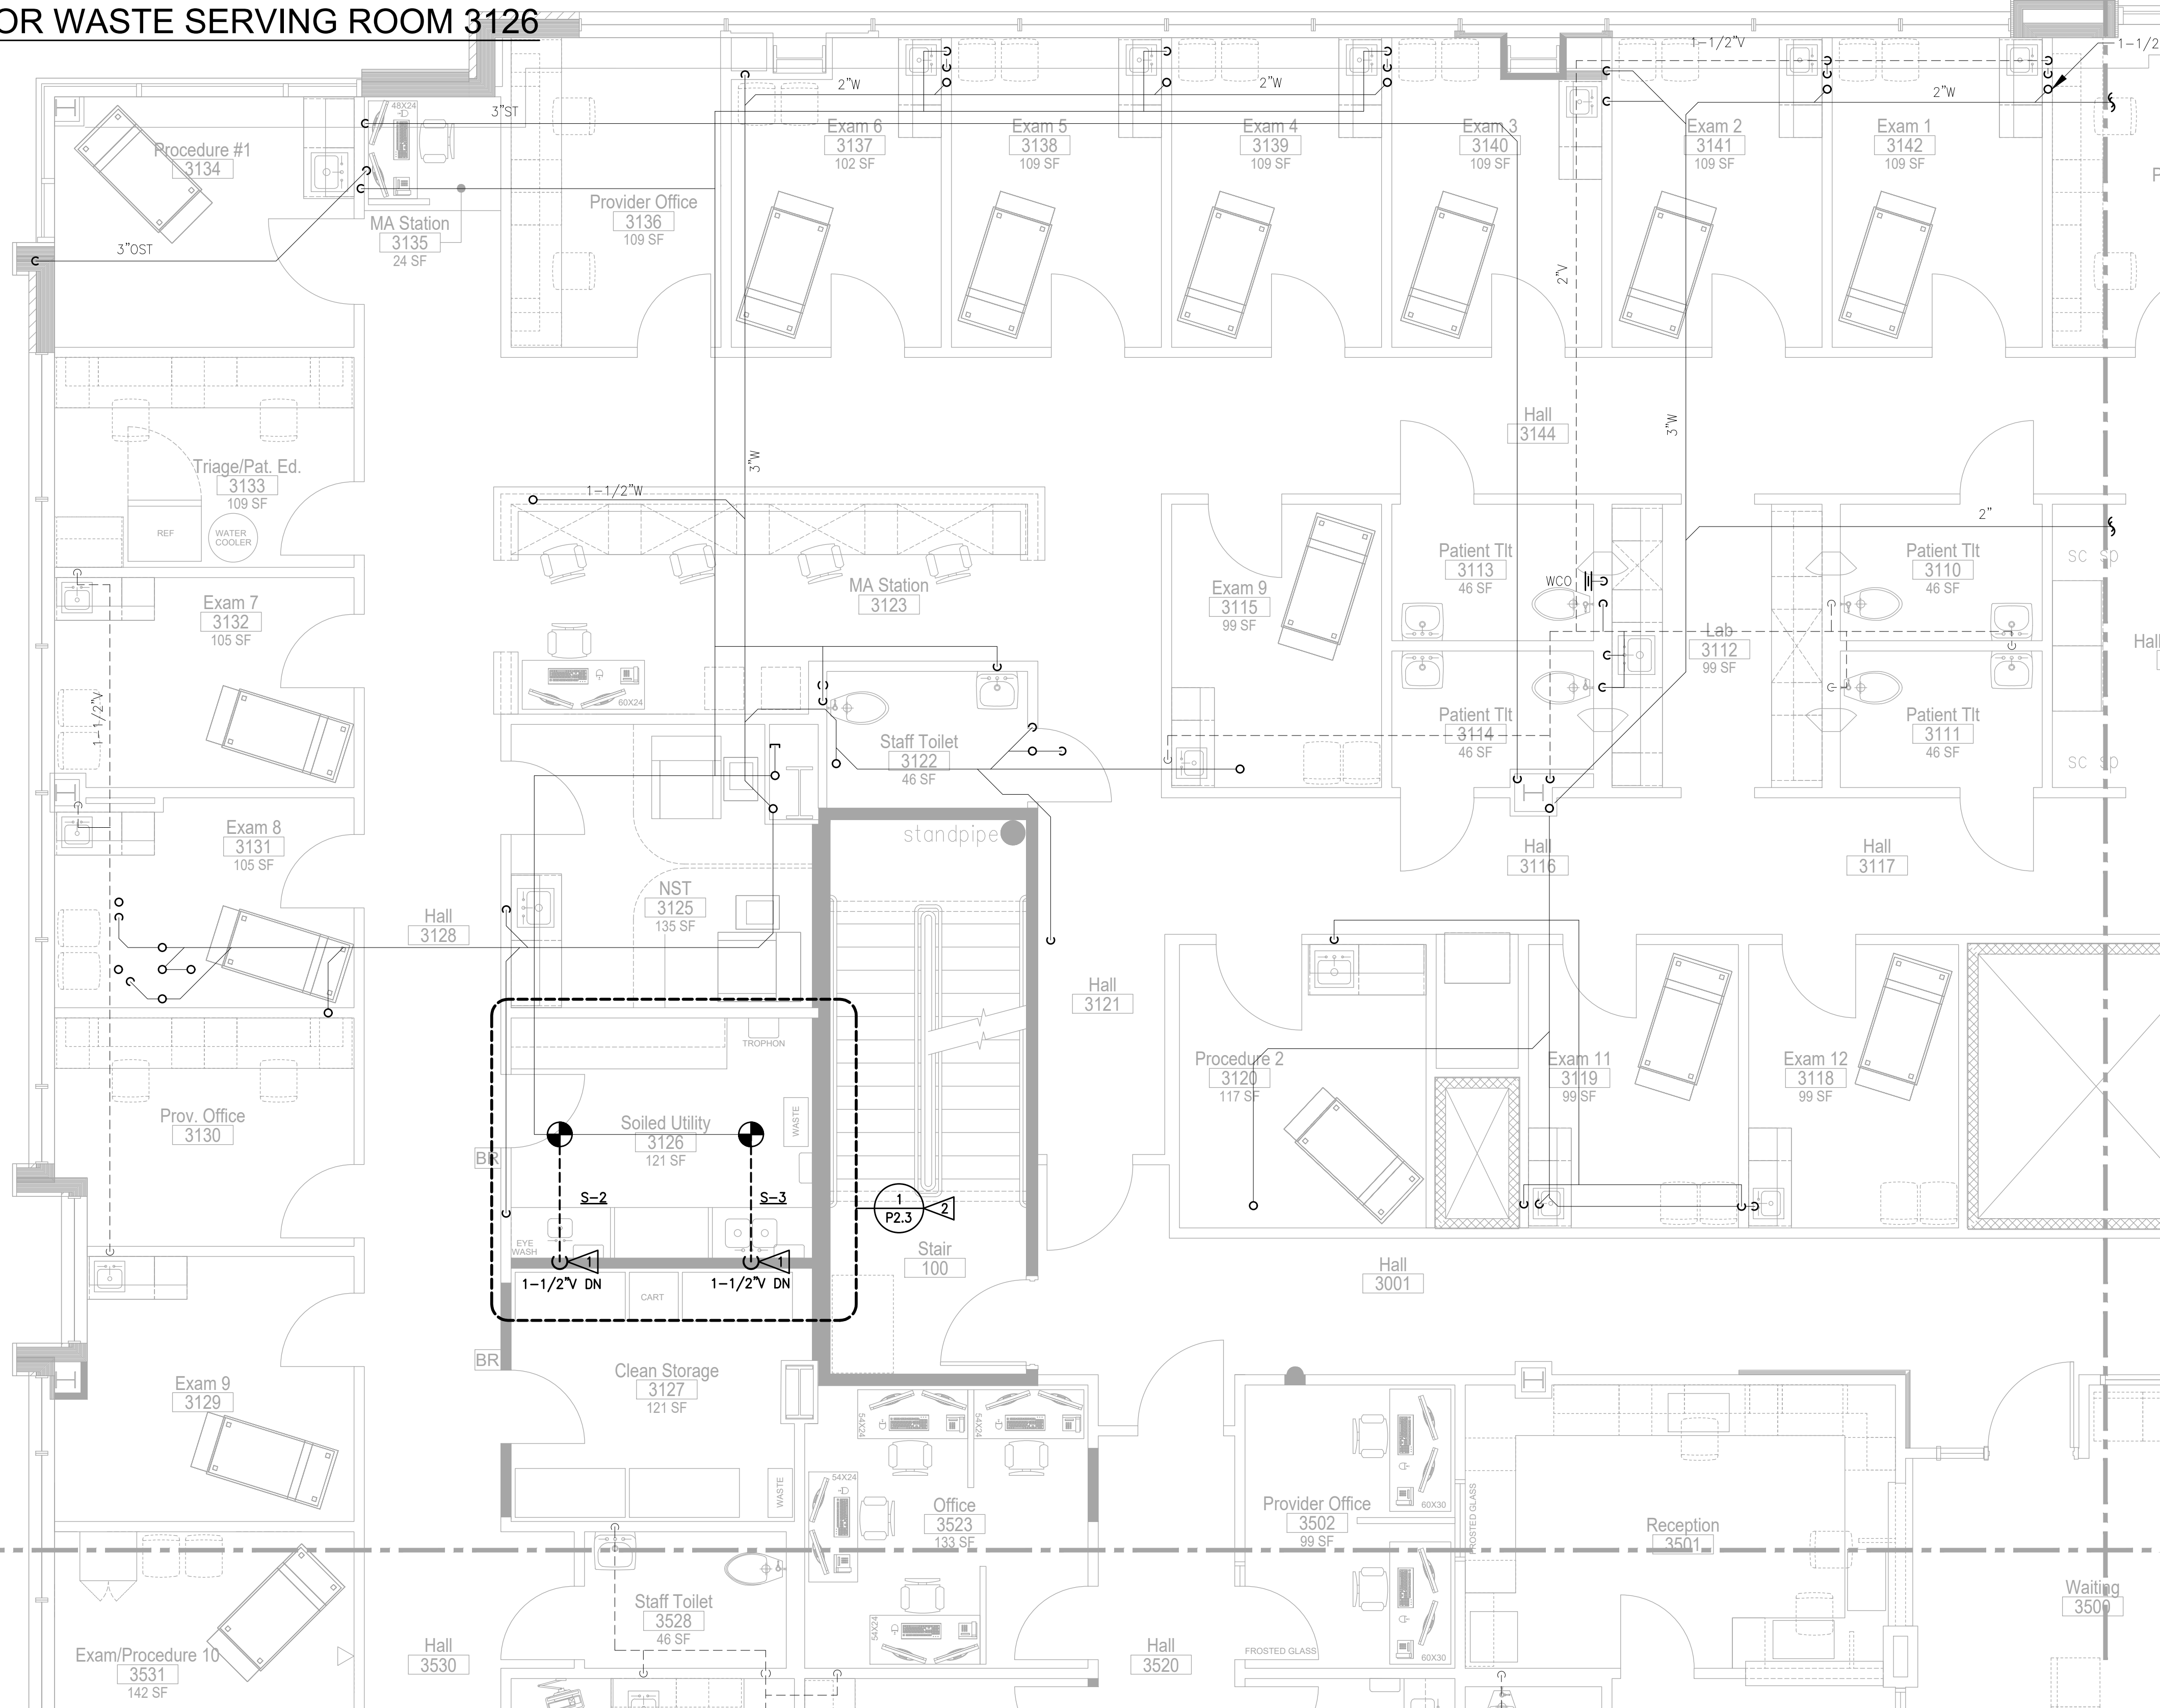 OR WASTE SERVING ROOM 3126
1-1/2"V
1-1/2
2"W
2"W
2"W
3"ST
48X24
Procedure #1
3134
MA Station
3135
24 SF
3"OST
Provider Office
3136
109 SF
Exam 6
3137
102 SF
Exam 5
3138
109 SF
Exam 4
3139
109 SF
Exam 3
3140
109 SF
Exam 2
3141
109 SF
Exam 1
3142
109 SF
P
2"V
Hall
3144
3"W
3"W
1-1/2"W
2"
Triage/Pat. Ed.
3133
109 SF
REF
WATER
COOLER
MA Station
3123
60X24
Exam 9
3115
99 SF
Patient Tlt
3113
46 SF
WCO
Patient Tlt
3110
46 SF
SC SP
Lab
3112
99 SF
Hall
Exam 7
3132
105 SF
1-1/2"V
Staff Toilet
3122
46 SF
Patient Tlt
3114
46 SF
Patient Tlt
3111
46 SF
SC SP
Exam 8
3131
105 SF
standpipe
Hall
3116
Hall
3117
NST
3125
135 SF
Hall
3128
Hall
3121
TROPHON
Prov. Office
3130
Soiled Utility
3126
121 SF
WASTE
Procedure 2
3120
117 SF
Exam 11
3119
99 SF
Exam 12
3118
99 SF
BR
S-2
S-3
1
P2.3
2
EYE
WASH
1
1
1-1/2"V DN
1-1/2"V DN
CART
Stair
100
Hall
3001
BR
Clean Storage
3127
121 SF
Exam 9
3129
54X24
54X24
54X24
WASTE
Office
3523
133 SF
54X24
Provider Office
3502
99 SF
60X30
FROSTED GLASS
Reception
3501
Waiting
3500
Staff Toilet
3528
46 SF
Exam/Procedure 10
3531
142 SF
Hall
3530
Hall
3520
FROSTED GLASS
60X30